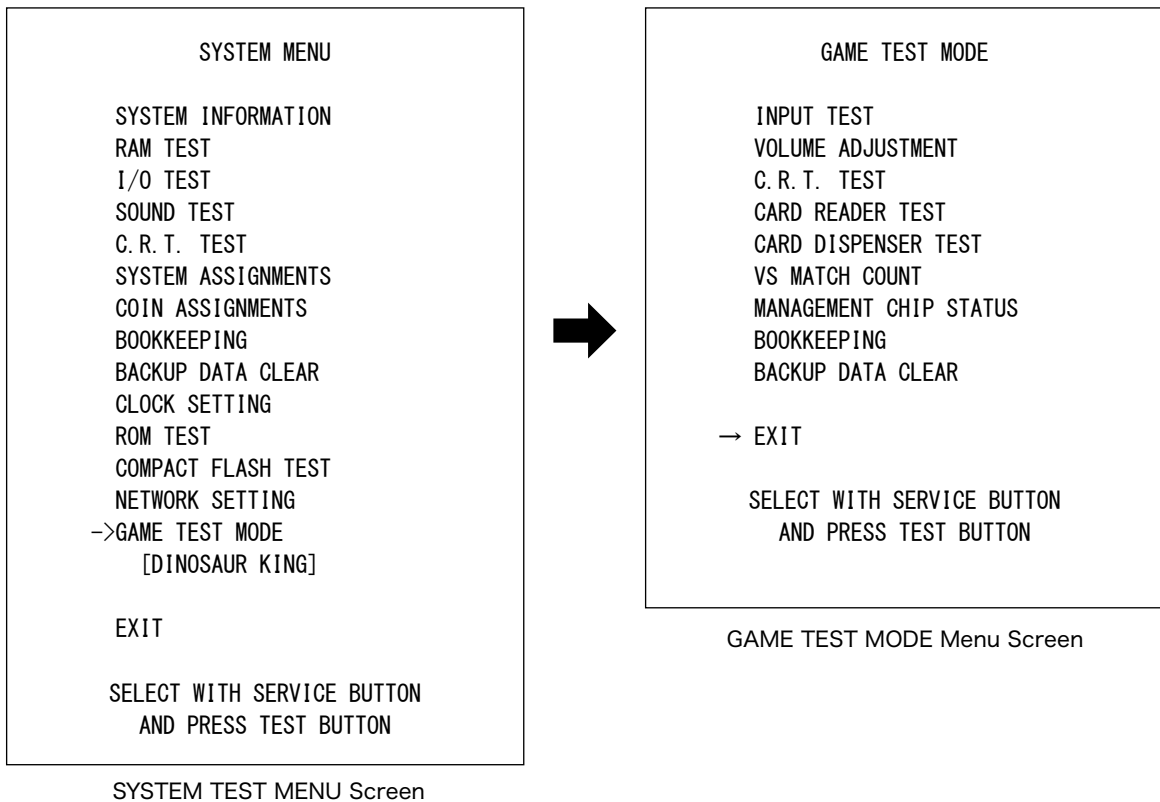 SYSTEM MENU
SYSTEM INFORMATION
RAM TEST
I/O TEST
SOUND TEST
C.R.T. TEST
SYSTEM ASSIGNMENTS
COIN ASSIGNMENTS
BOOKKEEPING
BACKUP DATA CLEAR
CLOCK SETTING
ROM TEST
COMPACT FLASH TEST
NETWORK SETTING
->GAME TEST MODE
[DINOSAUR KING]
EXIT
SELECT WITH SERVICE BUTTON
AND PRESS TEST BUTTON
SYSTEM TEST MENU Screen
GAME TEST MODE
INPUT TEST
VOLUME ADJUSTMENT
C.R.T. TEST
CARD READER TEST
CARD DISPENSER TEST
VS MATCH COUNT
MANAGEMENT CHIP STATUS
BOOKKEEPING
BACKUP DATA CLEAR
→ EXIT
SELECT WITH SERVICE BUTTON
AND PRESS TEST BUTTON
GAME TEST MODE Menu Screen